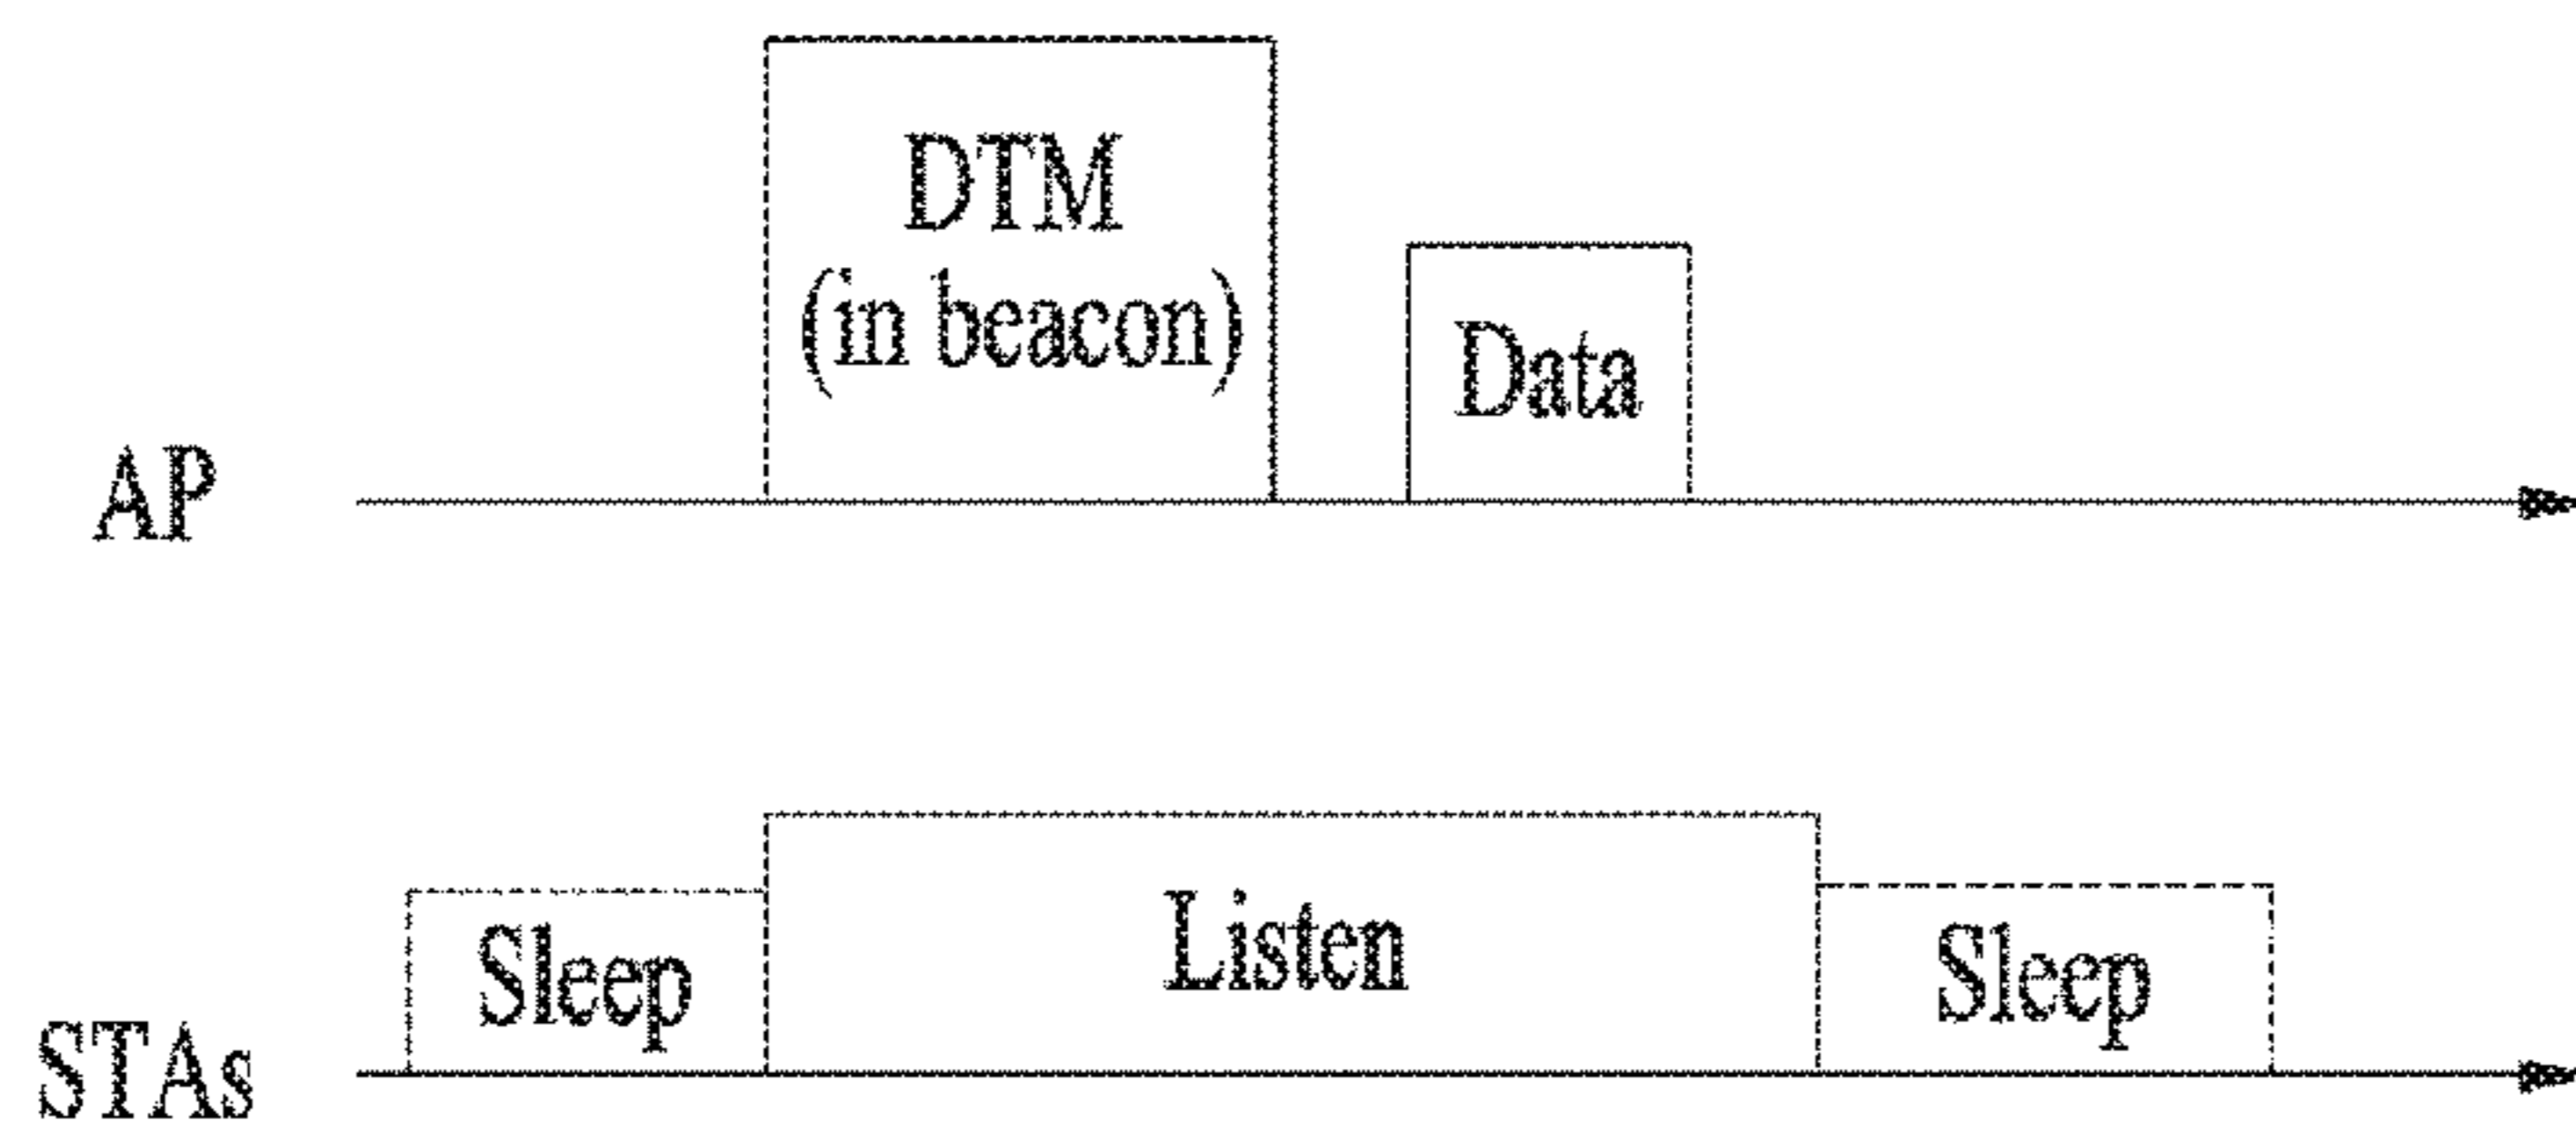 DTM
(in beacon)
Data
AP
Sleep
Listen
Sleep
STAs